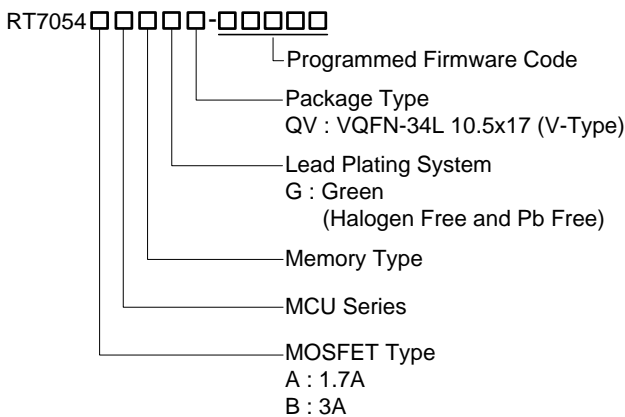 RT7054□□□□□-□□□□□
Programmed Firmware Code
Package Type
QV : VQFN-34L 10.5x17 (V-Type)
Lead Plating System
G : Green
(Halogen Free and Pb Free)
Memory Type
MCU Series
MOSFET Type
A : 1.7A
B : 3A